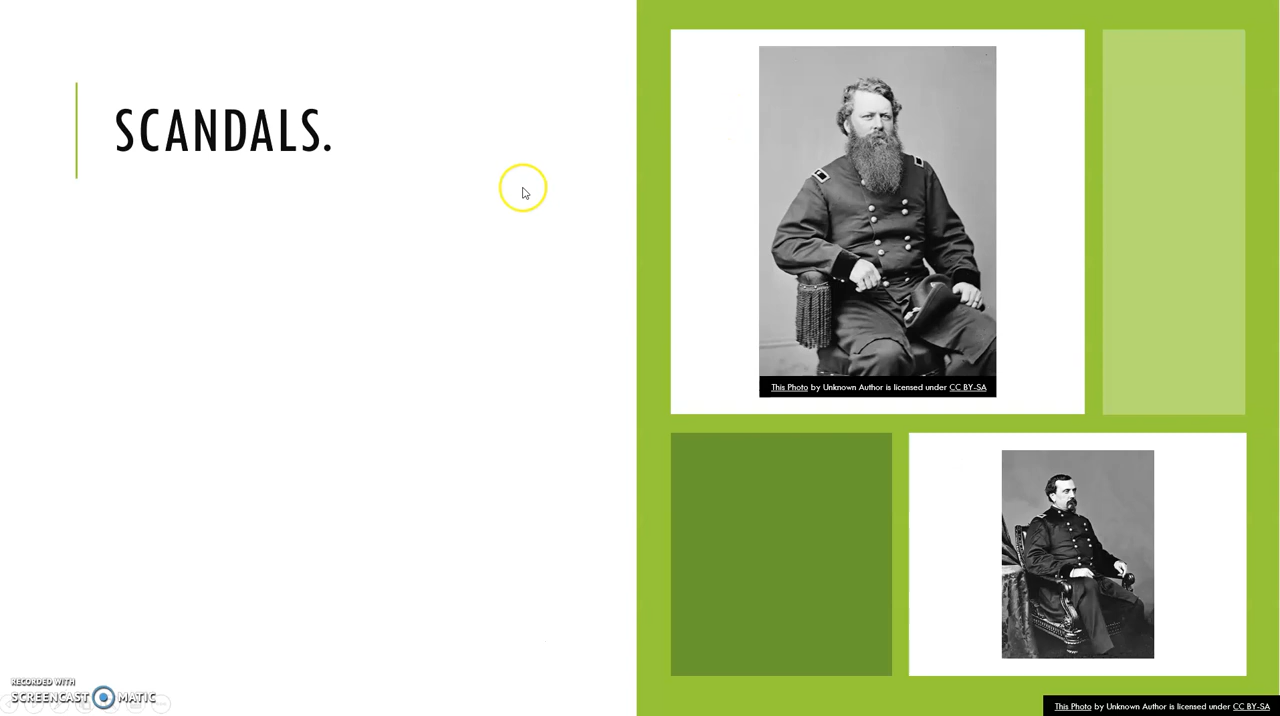 SCANDALS.
This Photo by Unknown Author is licensed under CC BY-SA
This Photo by Unknown Author is licensed under CC BY-SA
RECORDED WITH
SCREENCAST MATIC